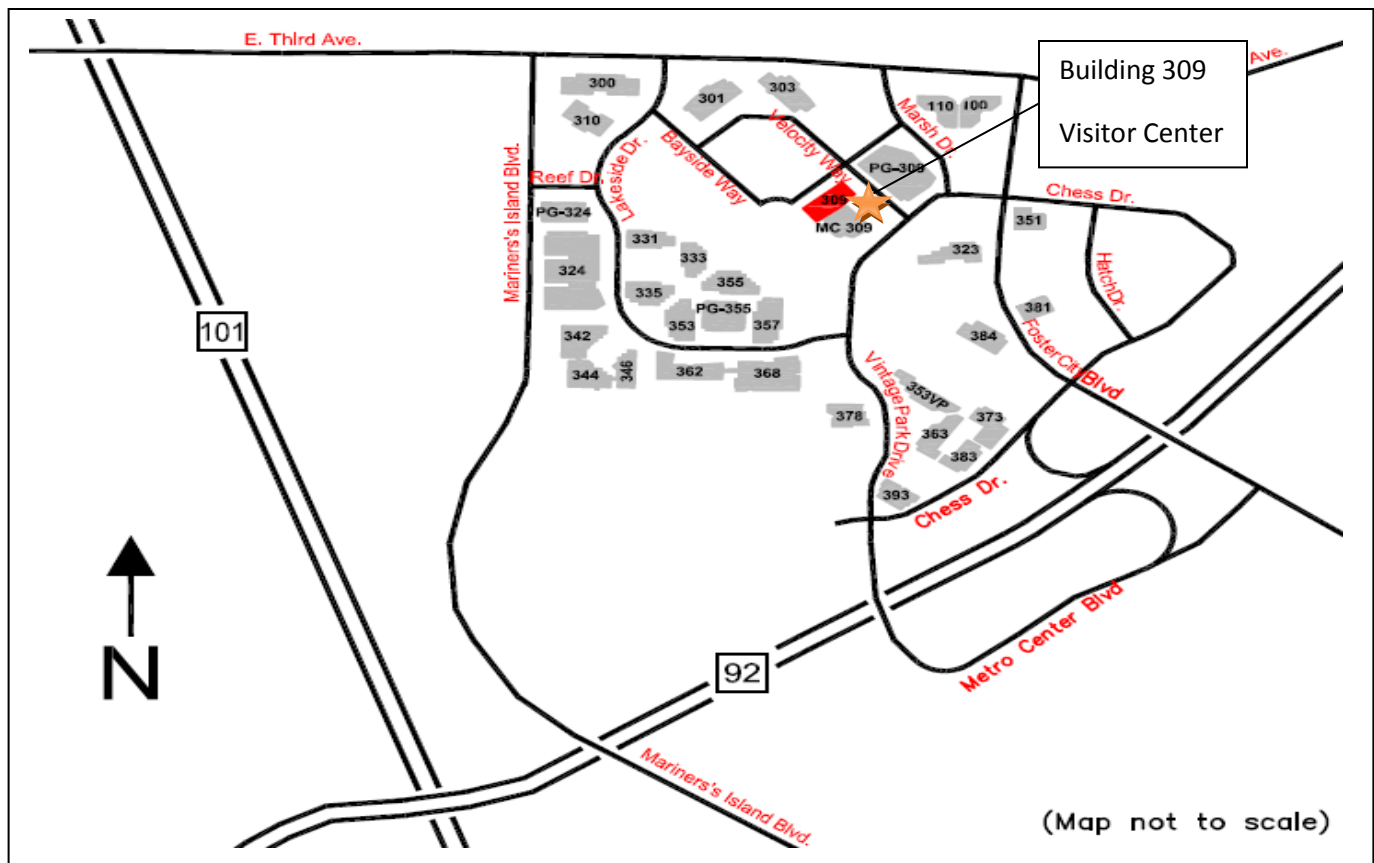 E. Third Ave.
Building 309
Visitor Center
Ave.
300
301
303
310
110
100
Marsh Dr.
Velocity Way
Bayside Way
Lakeside Dr.
Mariners's Island Blvd.
Reef Dr.
309
MC 309
Chess Dr.
PG-324
351
331
333
323
324
355
335
PG-355
353
357
Hatch Dr.
381
101
342
384
Foster City Blvd
344
346
362
368
353VP
Vintage Park Drive
378
373
363
383
393
Chess Dr.
N
92
Metro Center Blvd
Mariners's Island Blvd.
(Map not to scale)